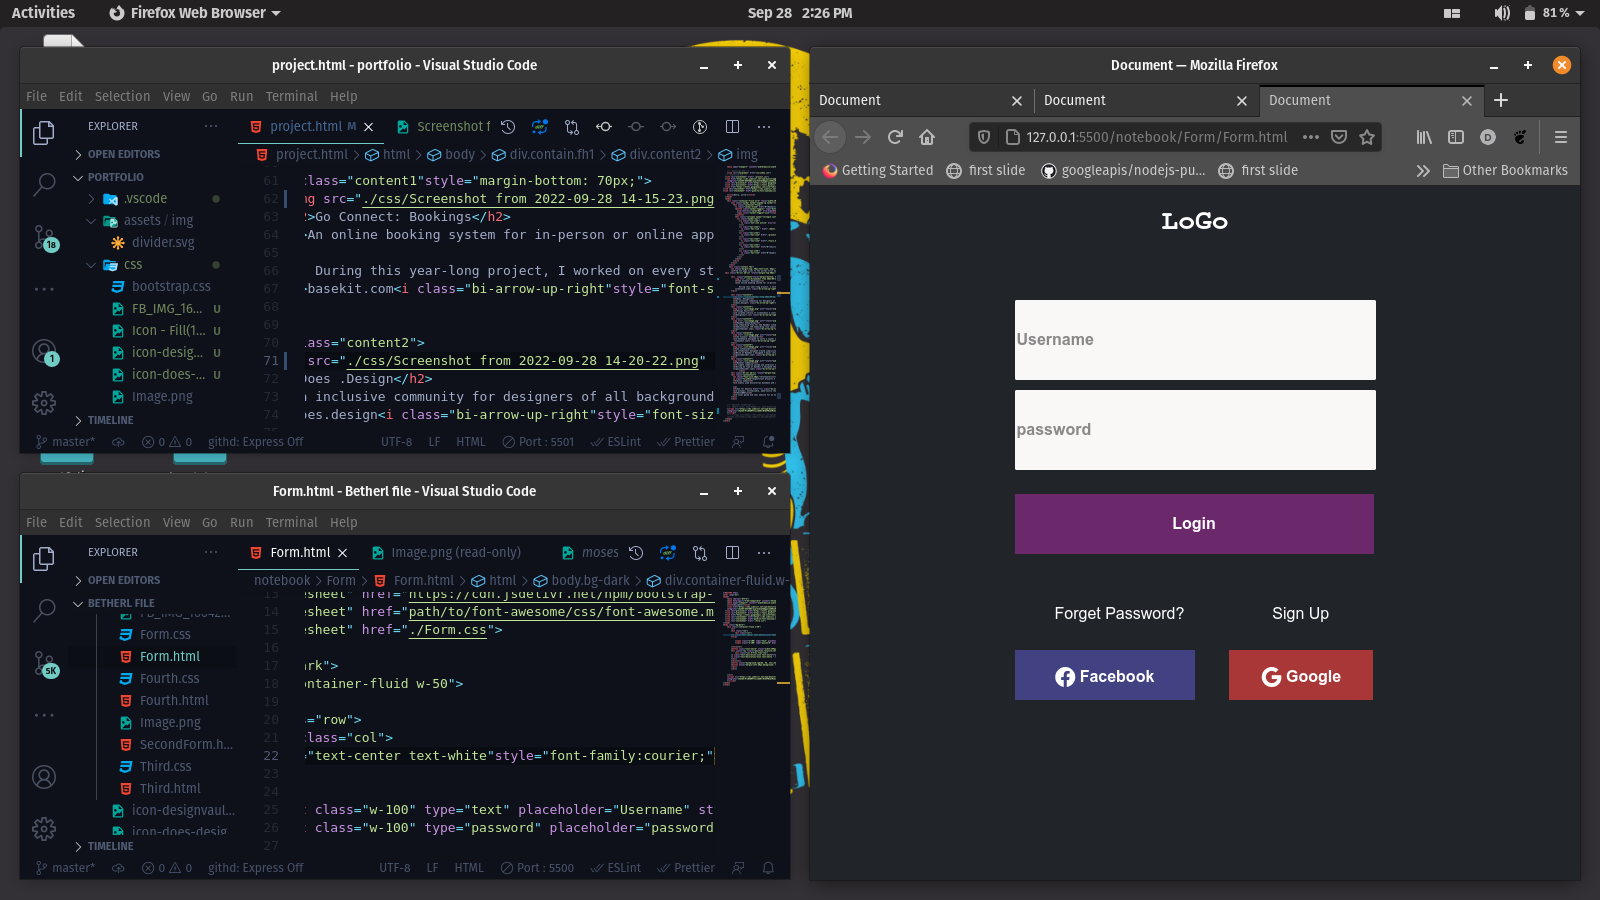 Activities
Firefox Web Browser
Sep 28 2:26 PM
81 %
project.html - portfolio - Visual Studio Code
File Edit Selection View Go Run Terminal Help
EXPLORER
project.html M
Screenshot f
OPEN EDITORS
project.html > html > body > div.contain.fh1 > div.content2 > img
PORTFOLIO
.vscode
assets / img
divider.svg
css
bootstrap.css
FB_IMG_16... U
Icon - Fill(1... U
icon-desig... U
icon-does-... U
Image.png
TIMELINE
18
1
61 class="content1"style="margin-bottom: 70px;">
62 ng src="./css/Screenshot from 2022-09-28 14-15-23.png
63 >Go Connect: Bookings</h2>
64 >An online booking system for in-person or online app
65
66 During this year-long project, I worked on every st
67 basekit.com<i class="bi-arrow-up-right"style="font-s
68
69
70 lass="content2">
71 src="./css/Screenshot from 2022-09-28 14-20-22.png"
72 Does .Design</h2>
73 inclusive community for designers of all background
74 oes.design<i class="bi-arrow-up-right"style="font-siz
master* 0 0 githd: Express Off UTF-8 LF HTML Port : 5501 ESLint Prettier
Form.html - Betherl file - Visual Studio Code
File Edit Selection View Go Run Terminal Help
EXPLORER
Form.html
Image.png (read-only)
moses
OPEN EDITORS
notebook > Form > Form.html > html > body.bg-dark > div.container-fluid.w-
BETHERL FILE
Form.css
Form.html
Fourth.css
Fourth.html
Image.png
SecondForm.h...
Third.css
Third.html
icon-designvaul...
icon-does-desig
TIMELINE
5K
13 esheet" href="https://cdn.jsdelivr.net/npm/bootstrap-
14 esheet" href="path/to/font-awesome/css/font-awesome.m
15 esheet" href="./Form.css">
16
17 ark">
18 ontainer-fluid w-50">
19
20 ="row">
21 class="col">
22 ="text-center text-white"style="font-family:courier;"
23
24
25 class="w-100" type="text" placeholder="Username" st
26 class="w-100" type="password" placeholder="password
27
master* 0 0 githd: Express Off UTF-8 LF HTML Port : 5500 ESLint Prettier
Document — Mozilla Firefox
Document
Document
Document
127.0.0.1:5500/notebook/Form/Form.html
Getting Started
first slide
googleapis/nodejs-pu...
first slide
Other Bookmarks
LoGo
Username
password
Login
Forget Password?
Sign Up
Facebook
Google